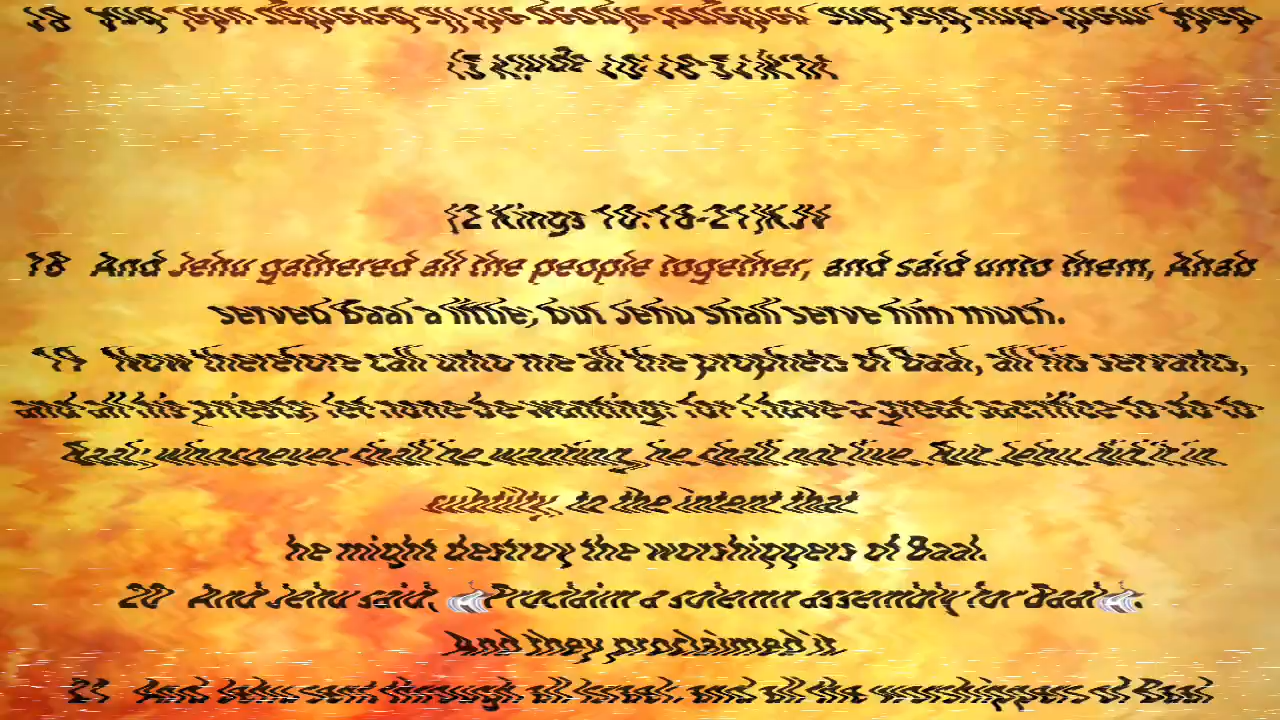 (2 Kings 10:18-21)KJV
18 And Jehu gathered all the people together, and said unto them, Ahab
served Baal a little; but Jehu shall serve him much.
19 Now therefore call unto me all the prophets of Baal, all his servants,
and all his priests; let none be wanting: for I have a great sacrifice to do to
Baal; whosoever shall be wanting, he shall not live. But Jehu did it in
subtilty, to the intent that
he might destroy the worshippers of Baal.
20 And Jehu said, Proclaim a solemn assembly for Baal.
And they proclaimed it
21 And Jehu sent through all Israel: and all the worshippers of Baal